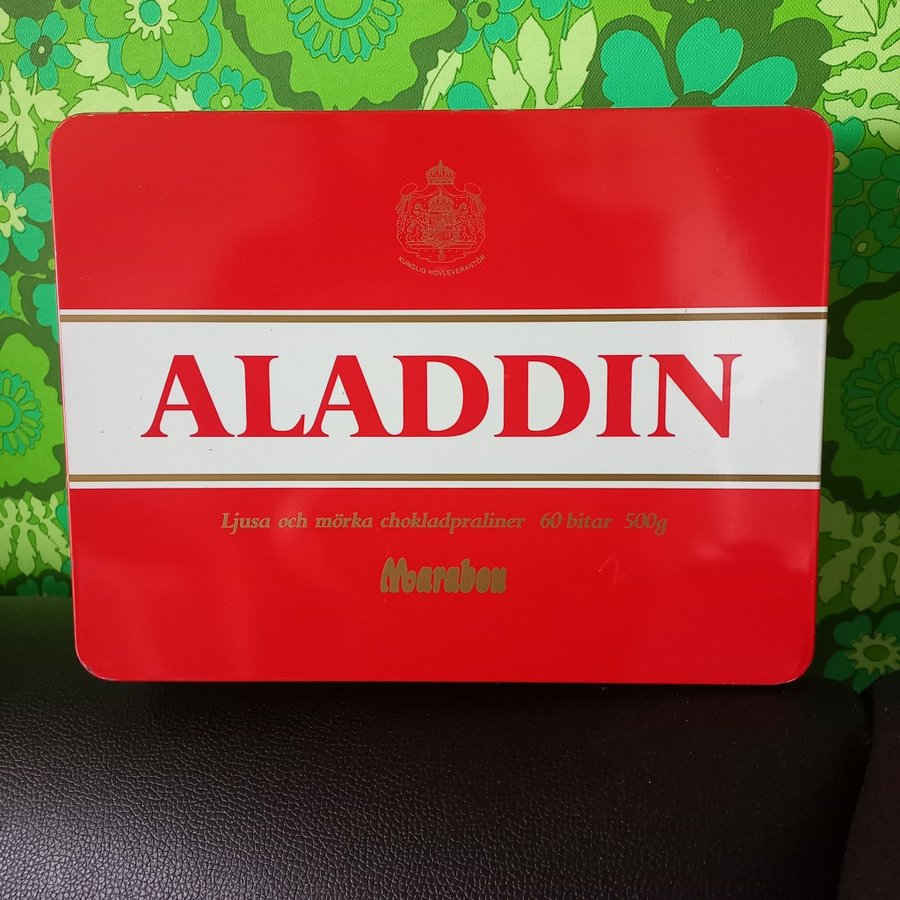 KUNGLIG HOVLEVERANTÖR
ALADDIN
Ljusa och mörka chokladpraliner 60 bitar 500g
Marabou